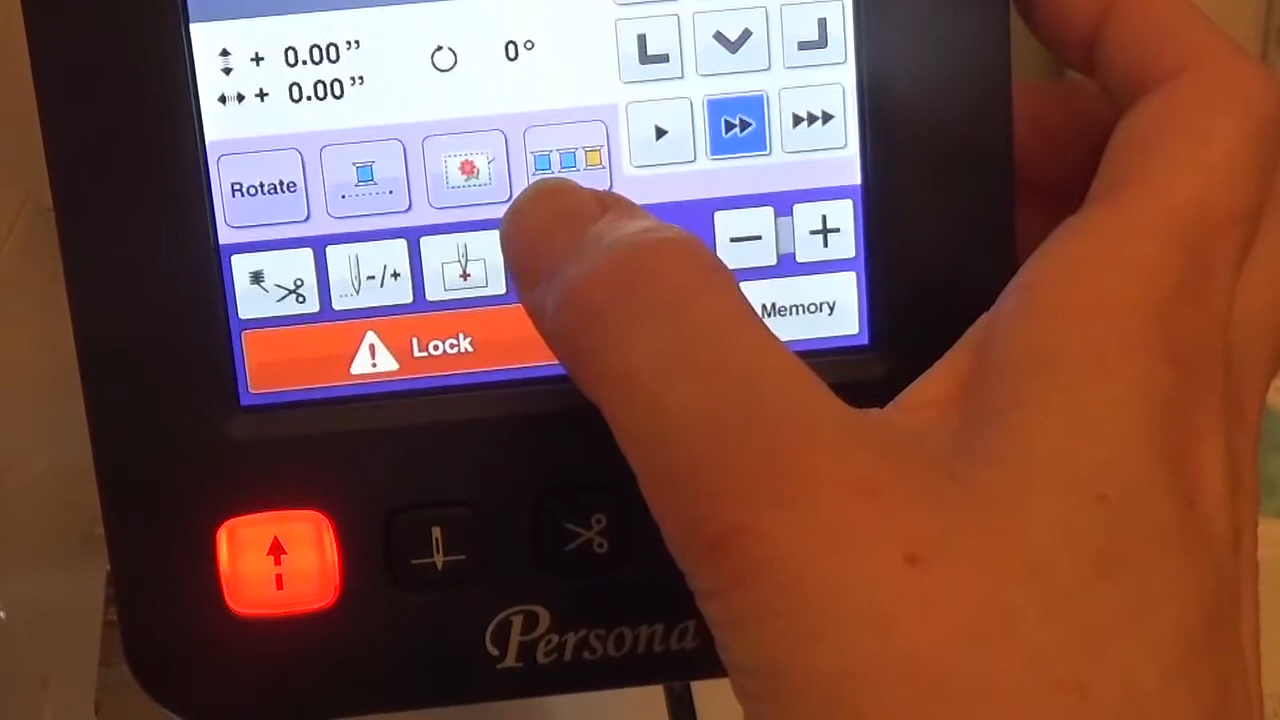 + 0.00” 0°
+ 0.00”
Rotate
-/+
− +
Memory
Lock
Persona